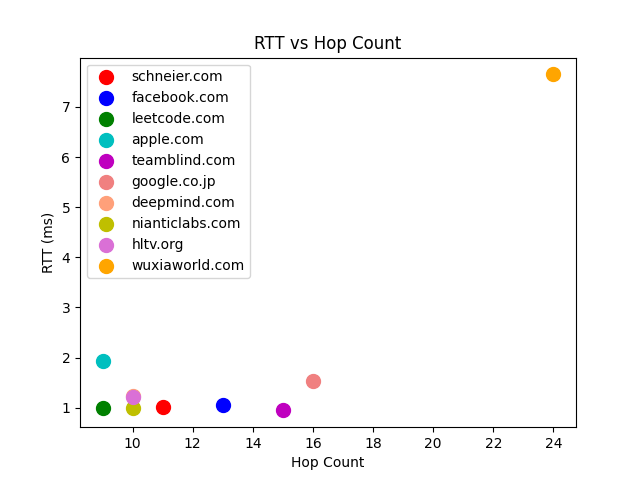 RTT vs Hop Count
schneier.com
facebook.com
leetcode.com
apple.com
teamblind.com
google.co.jp
deepmind.com
nianticlabs.com
hltv.org
wuxiaworld.com
RTT (ms)
7
6
5
4
3
2
1
10 12 14 16 18 20 22 24
Hop Count